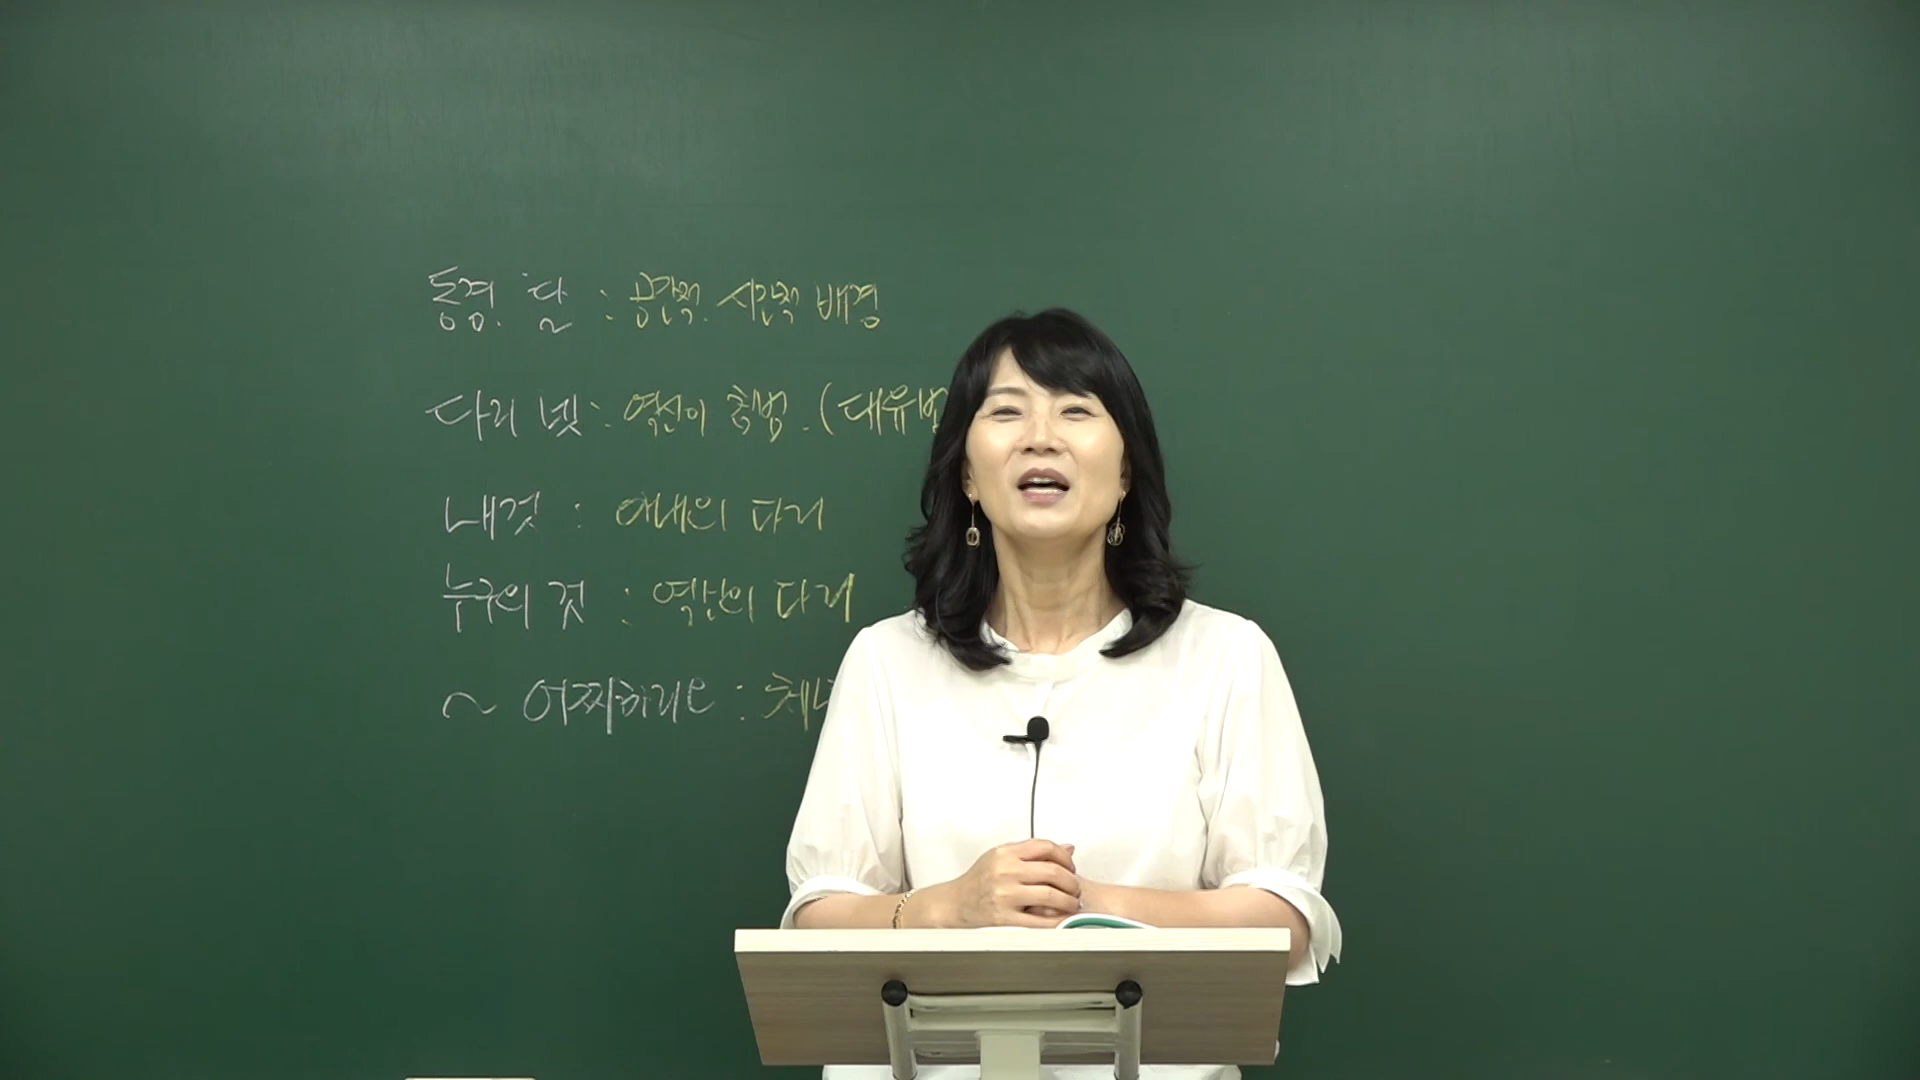 동경 달 : 공간적. 시간적 배경
다리 넷 : 역신이 침범. (대유법
내것 : 아내의 다리
누구의 것 : 역신의 다리
~ 어찌하리오 : 체